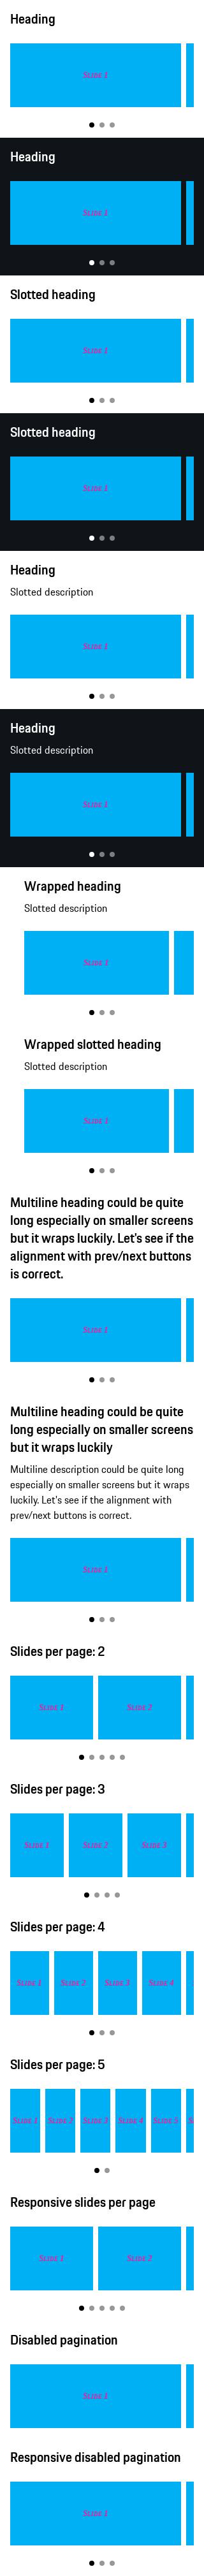 Heading
Slide 1
Heading
Slide 1
Slotted heading
Slide 1
Slotted heading
Slide 1
Heading
Slotted description
Slide 1
Heading
Slotted description
Slide 1
Wrapped heading
Slotted description
Slide 1
Wrapped slotted heading
Slotted description
Slide 1
Multiline heading could be quite
long especially on smaller screens
but it wraps luckily. Let's see if the
alignment with prev/next buttons
is correct.
Slide 1
Multiline heading could be quite
long especially on smaller screens
but it wraps luckily
Multiline description could be quite long
especially on smaller screens but it wraps
luckily. Let's see if the alignment with
prev/next buttons is correct.
Slide 1
Slides per page: 2
Slide 1 Slide 2
Slides per page: 3
Slide 1 Slide 2 Slide 3
Slides per page: 4
Slide 1 Slide 2 Slide 3 Slide 4
Slides per page: 5
Slide 1 Slide 2 Slide 3 Slide 4 Slide 5 S
Responsive slides per page
Slide 1 Slide 2
Disabled pagination
Slide 1
Responsive disabled pagination
Slide 1